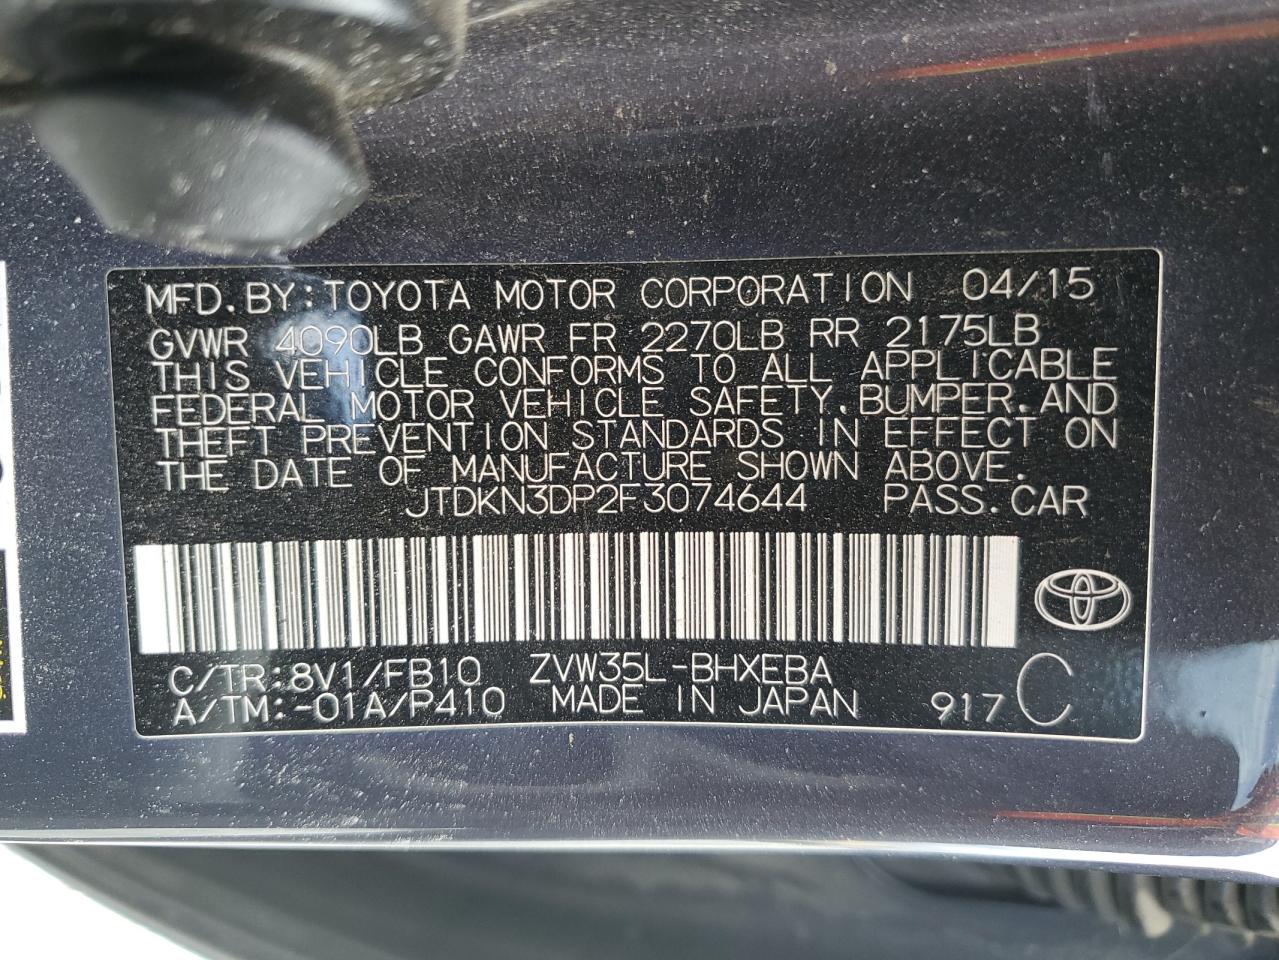 MFD.BY:TOYOTA MOTOR CORPORATION 04/15
GVWR 4090LB GAWR FR 2270LB RR 2175LB
THIS VEHICLE CONFORMS TO ALL APPLICABLE
FEDERAL MOTOR VEHICLE SAFETY,BUMPER,AND
THEFT PREVENTION STANDARDS IN EFFECT ON
THE DATE OF MANUFACTURE SHOWN ABOVE.
JTDKN3DP2F3074644 PASS.CAR
C/TR:8V1/FB10 ZVW35L-BHXEBA
A/TM:-01A/P410 MADE IN JAPAN 917 C